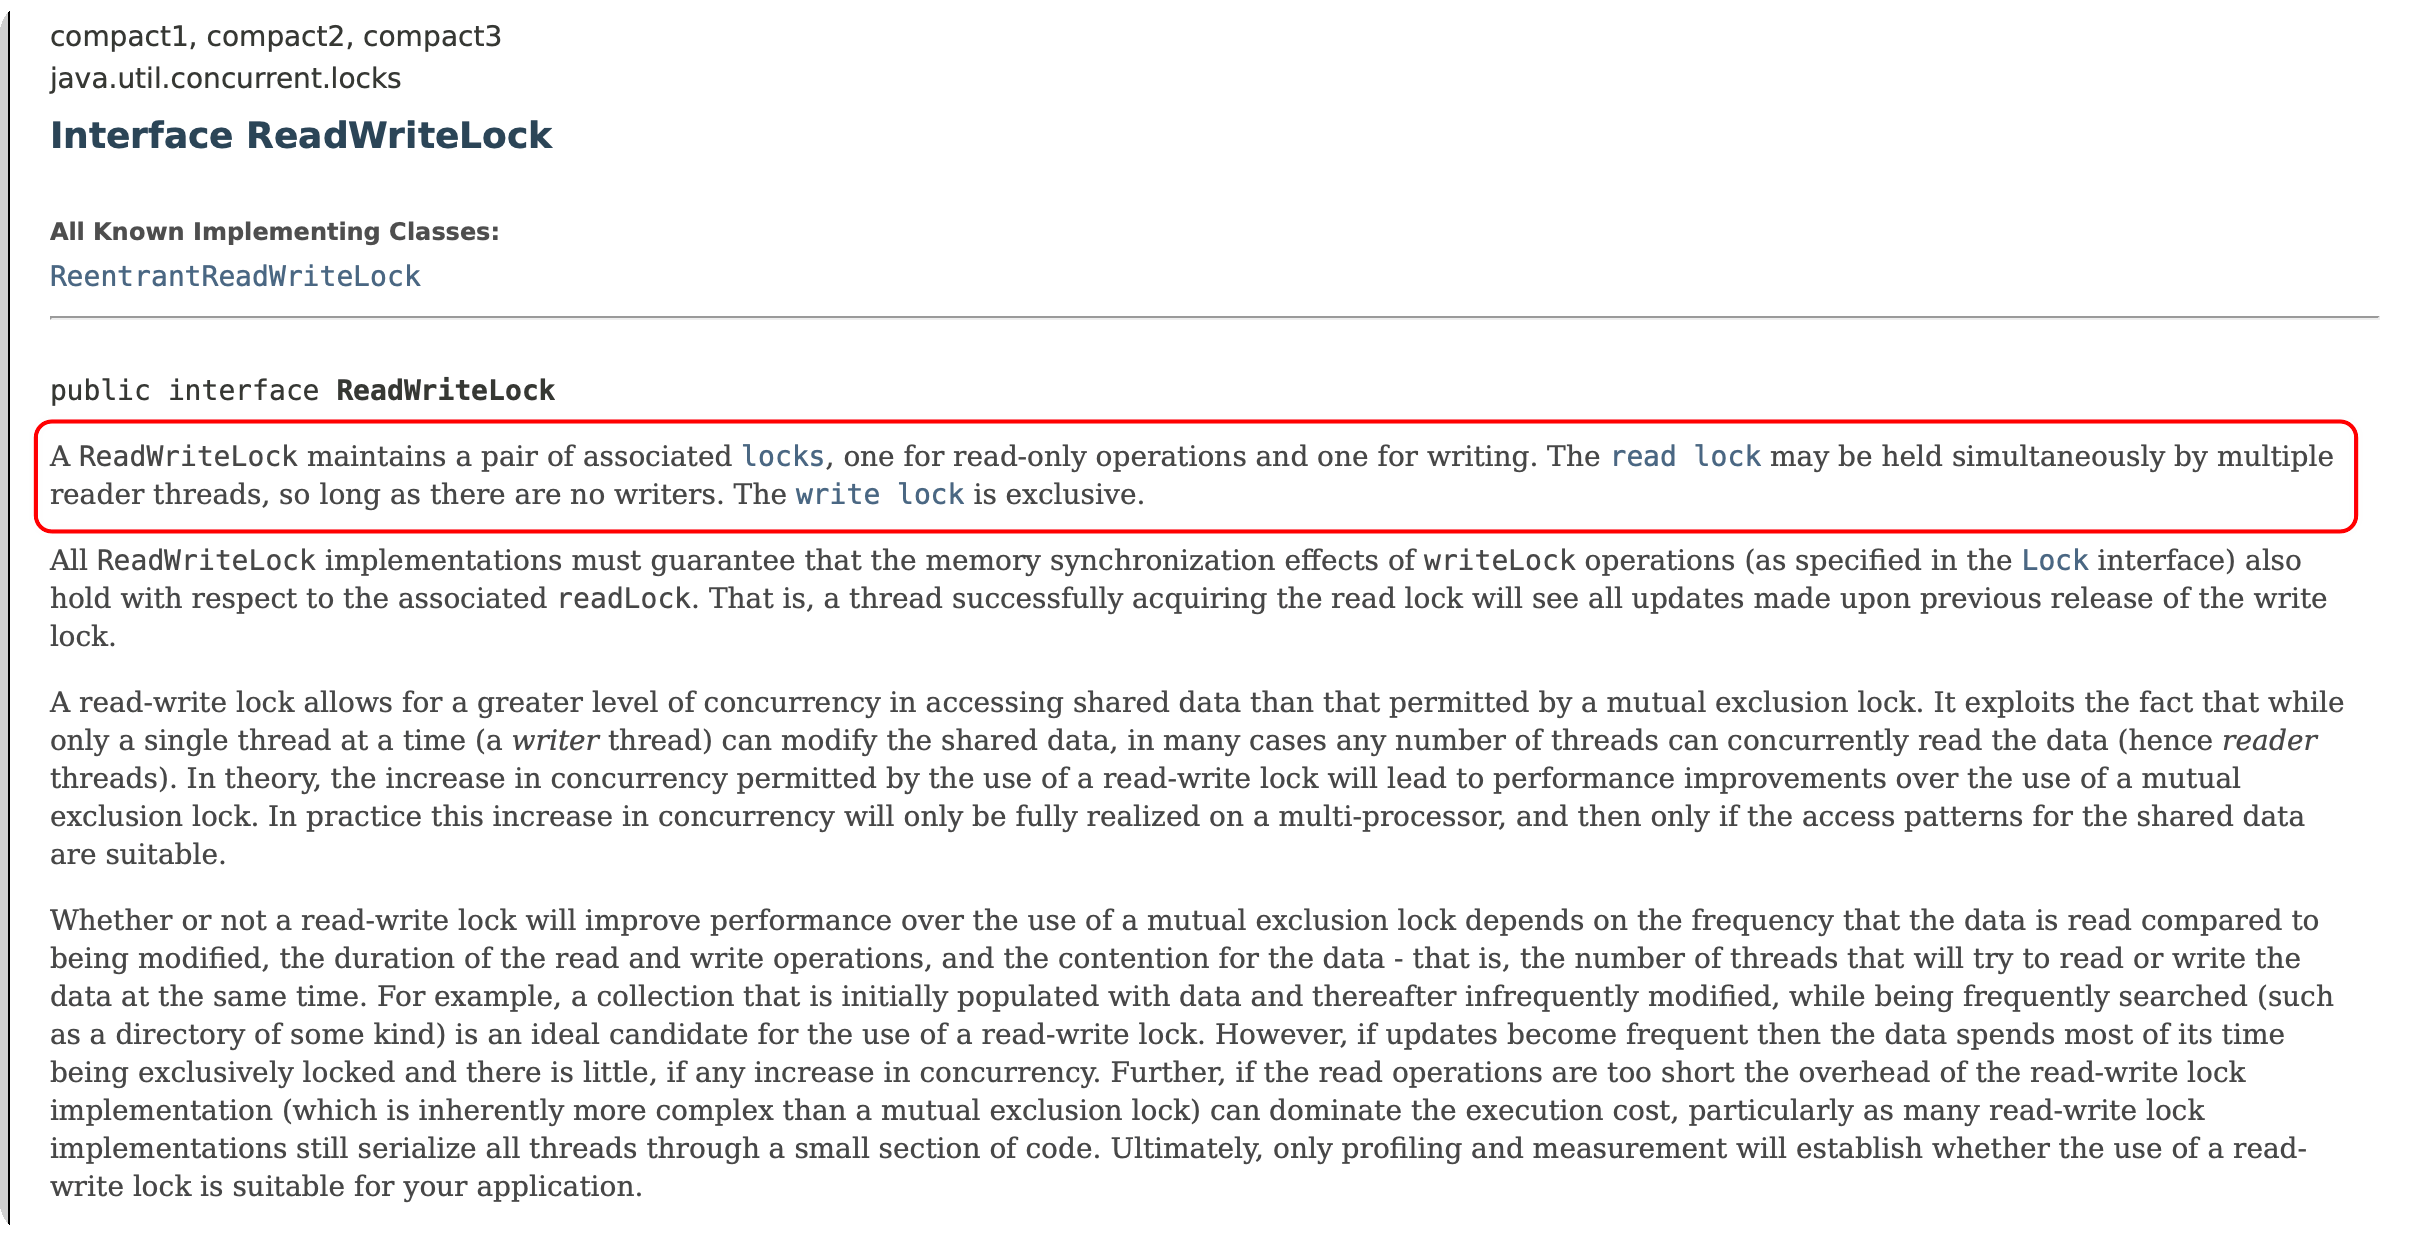 compact1, compact2, compact3
java.util.concurrent.locks
Interface ReadWriteLock
All Known Implementing Classes:
ReentrantReadWriteLock
public interface ReadWriteLock
A ReadWriteLock maintains a pair of associated locks, one for read-only operations and one for writing. The read lock may be held simultaneously by multiple
reader threads, so long as there are no writers. The write lock is exclusive.
All ReadWriteLock implementations must guarantee that the memory synchronization effects of writeLock operations (as specified in the Lock interface) also
hold with respect to the associated readLock. That is, a thread successfully acquiring the read lock will see all updates made upon previous release of the write
lock.
A read-write lock allows for a greater level of concurrency in accessing shared data than that permitted by a mutual exclusion lock. It exploits the fact that while
only a single thread at a time (a writer thread) can modify the shared data, in many cases any number of threads can concurrently read the data (hence reader
threads). In theory, the increase in concurrency permitted by the use of a read-write lock will lead to performance improvements over the use of a mutual
exclusion lock. In practice this increase in concurrency will only be fully realized on a multi-processor, and then only if the access patterns for the shared data
are suitable.
Whether or not a read-write lock will improve performance over the use of a mutual exclusion lock depends on the frequency that the data is read compared to
being modified, the duration of the read and write operations, and the contention for the data - that is, the number of threads that will try to read or write the
data at the same time. For example, a collection that is initially populated with data and thereafter infrequently modified, while being frequently searched (such
as a directory of some kind) is an ideal candidate for the use of a read-write lock. However, if updates become frequent then the data spends most of its time
being exclusively locked and there is little, if any increase in concurrency. Further, if the read operations are too short the overhead of the read-write lock
implementation (which is inherently more complex than a mutual exclusion lock) can dominate the execution cost, particularly as many read-write lock
implementations still serialize all threads through a small section of code. Ultimately, only profiling and measurement will establish whether the use of a read-
write lock is suitable for your application.